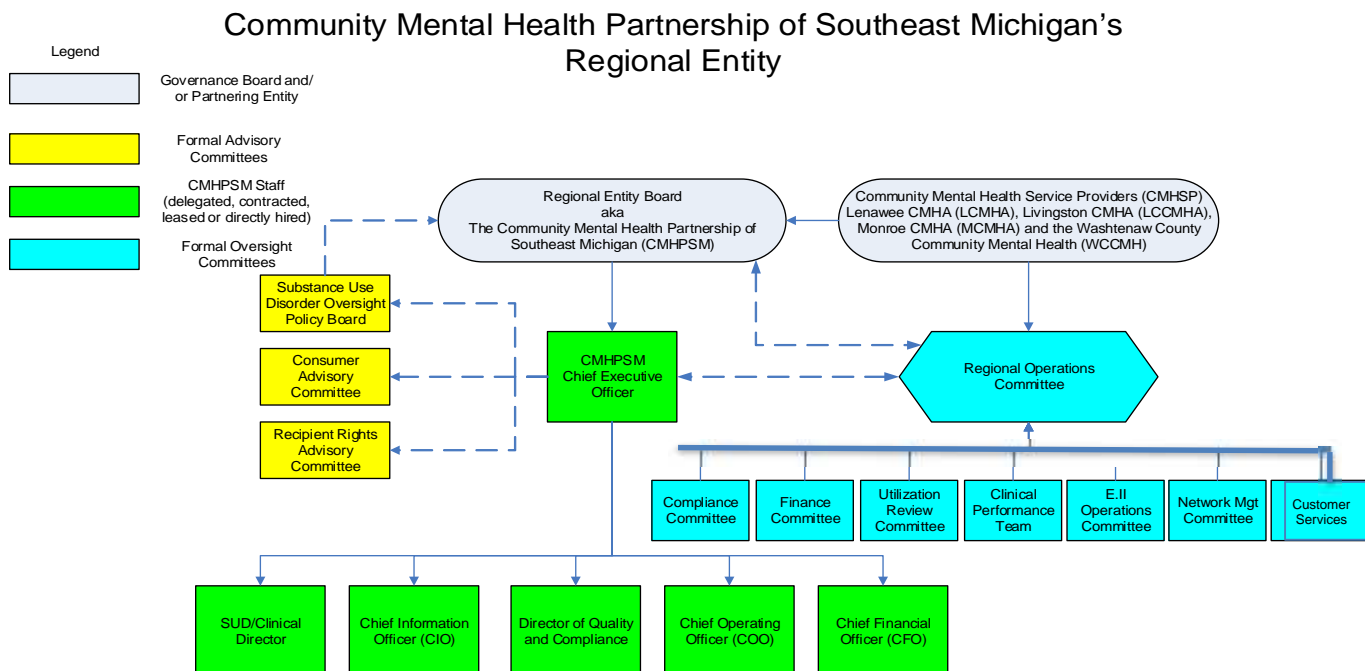 Community Mental Health Partnership of Southeast Michigan's
Regional Entity
Legend
Governance Board and/
or Partnering Entity
Formal Advisory
Committees
CMHPSM Staff
(delegated, contracted,
leased or directly hired)
Formal Oversight
Committees
Regional Entity Board
aka
The Community Mental Health Partnership of
Southeast Michigan (CMHPSM)
Community Mental Health Service Providers (CMHSP)
Lenawee CMHA (LCMHA), Livingston CMHA (LCCMHA),
Monroe CMHA (MCMHA) and the Washtenaw County
Community Mental Health (WCCMH)
Substance Use
Disorder Oversight
Policy Board
Consumer
Advisory
Committee
Recipient Rights
Advisory
Committee
CMHPSM
Chief Executive
Officer
Regional Operations
Committee
Compliance
Committee
Finance
Committee
Utilization
Review
Committee
Clinical
Performance
Team
E.II
Operations
Committee
Network Mgt
Committee
Customer
Services
SUD/Clinical
Director
Chief Information
Officer (CIO)
Director of Quality
and Compliance
Chief Operating
Officer (COO)
Chief Financial
Officer (CFO)